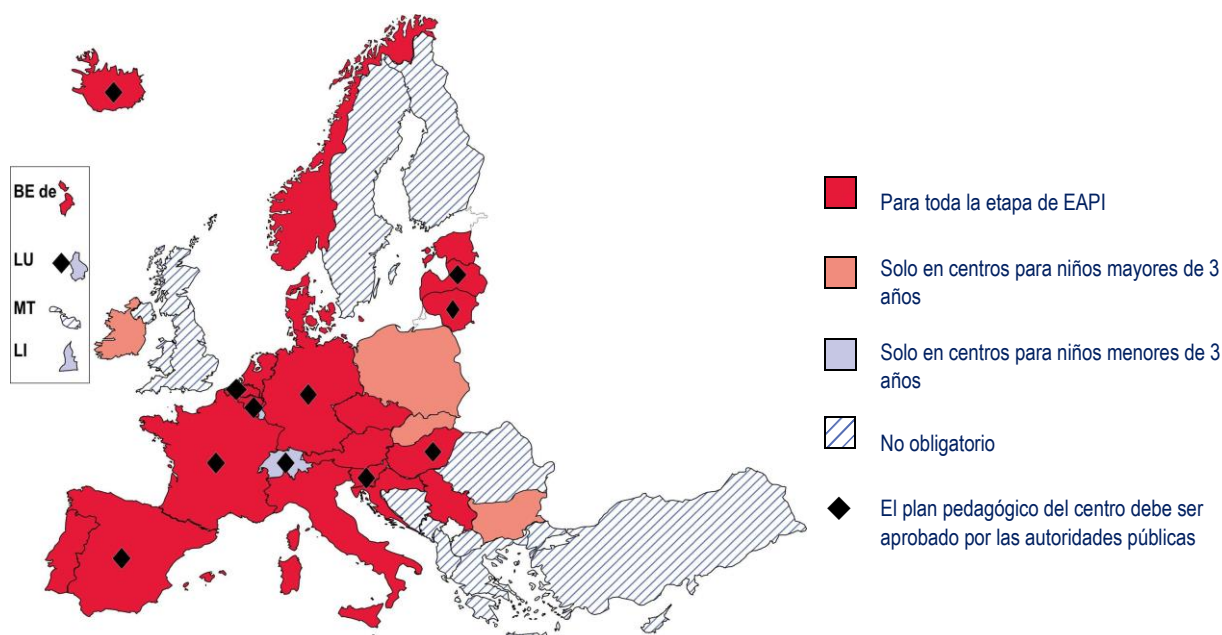 BE de
LU
MT
LI
Para toda la etapa de EAPI
Solo en centros para niños mayores de 3
años
Solo en centros para niños menores de 3
años
No obligatorio
El plan pedagógico del centro debe ser
aprobado por las autoridades públicas